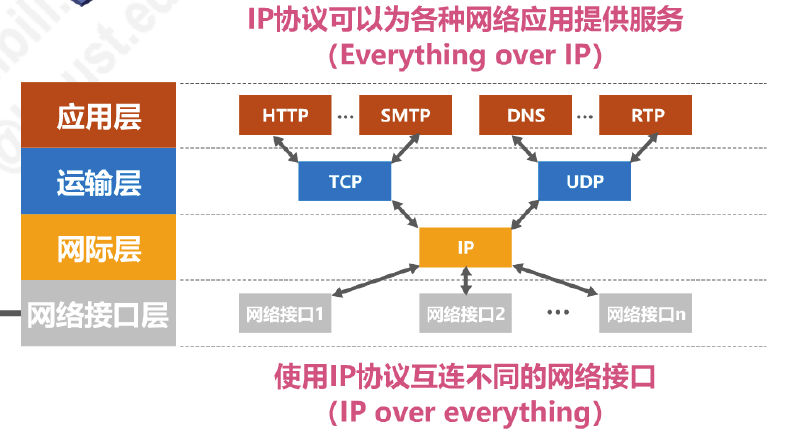 IP协议可以为各种网络应用提供服务
（Everything over IP）
应用层
HTTP ··· SMTP DNS ··· RTP
运输层
TCP UDP
网际层
IP
网络接口层
网络接口1 网络接口2 ··· 网络接口n
使用IP协议互连不同的网络接口
（IP over everything）